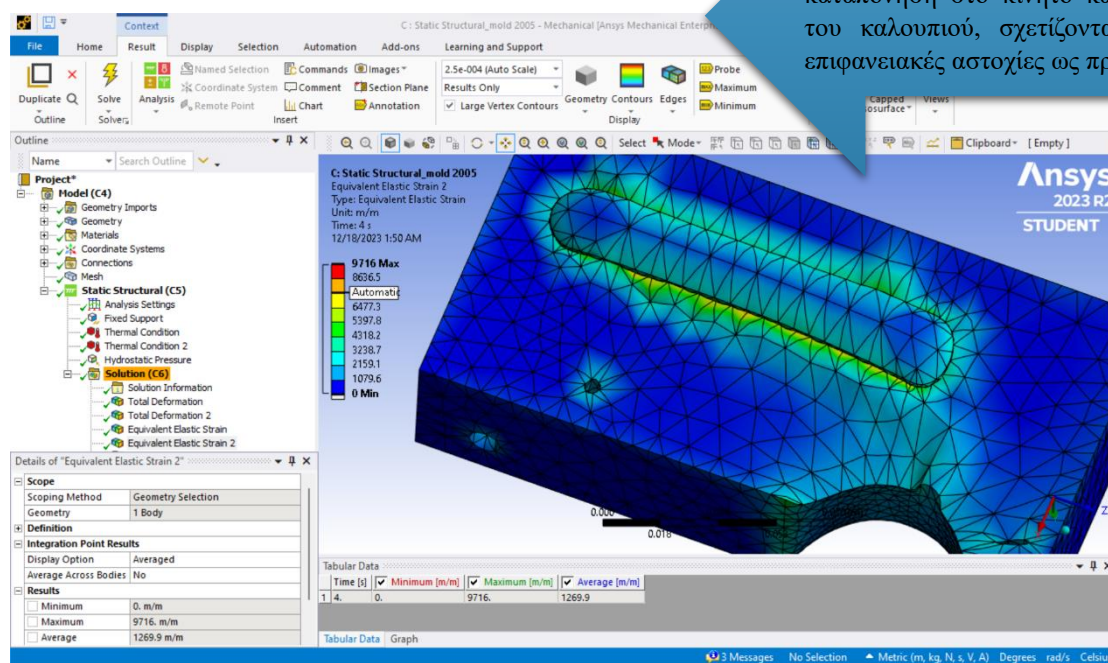 Context
C : Static Structural_mold 2005 - Mechanical [Ansys Mechanical
του καλουπιού,
επιφανειακές αστοχίες ως
File Home Result Display Selection Automation Add-ons Learning and Support
Duplicate
Outline
Solve
Solvers
Analysis
Named Selection
Coordinate System
Remote Point
Commands
Comment
Chart
Images
Section Plane
Annotation
Insert
2.5e-004 (Auto Scale)
Results Only
Large Vertex Contours
Geometry Contours Edges
Display
Probe
Maximum
Minimum
Capped
Views
Outline
Name Search Outline
Select Mode Clipboard [ Empty ]
Project*
Model (C4)
Geometry Imports
Geometry
Materials
Coordinate Systems
Connections
Mesh
Static Structural (C5)
Analysis Settings
Fixed Support
Thermal Condition
Thermal Condition 2
Hydrostatic Pressure
Solution (C6)
Solution Information
Total Deformation
Total Deformation 2
Equivalent Elastic Strain
Equivalent Elastic Strain 2
C: Static Structural_mold 2005
Equivalent Elastic Strain 2
Type: Equivalent Elastic Strain
Unit: m/m
Time: 4 s
12/18/2023 1:50 AM
9716 Max
8636.5
Automatic
6477.3
5397.8
4318.2
3238.7
2159.1
1079.6
0 Min
Ansys
2023 R2
STUDENT
0.000
0.018
Z
Details of "Equivalent Elastic Strain 2"
Scope
Scoping Method Geometry Selection
Geometry 1 Body
Definition
Integration Point Results
Display Option Averaged
Average Across Bodies No
Results
Minimum 0. m/m
Maximum 9716. m/m
Average 1269.9 m/m
Tabular Data
Time [s] Minimum [m/m] Maximum [m/m] Average [m/m]
1 4. 0. 9716. 1269.9
Tabular Data Graph
3 Messages No Selection Metric (m, kg, N, s, V, A) Degrees rad/s